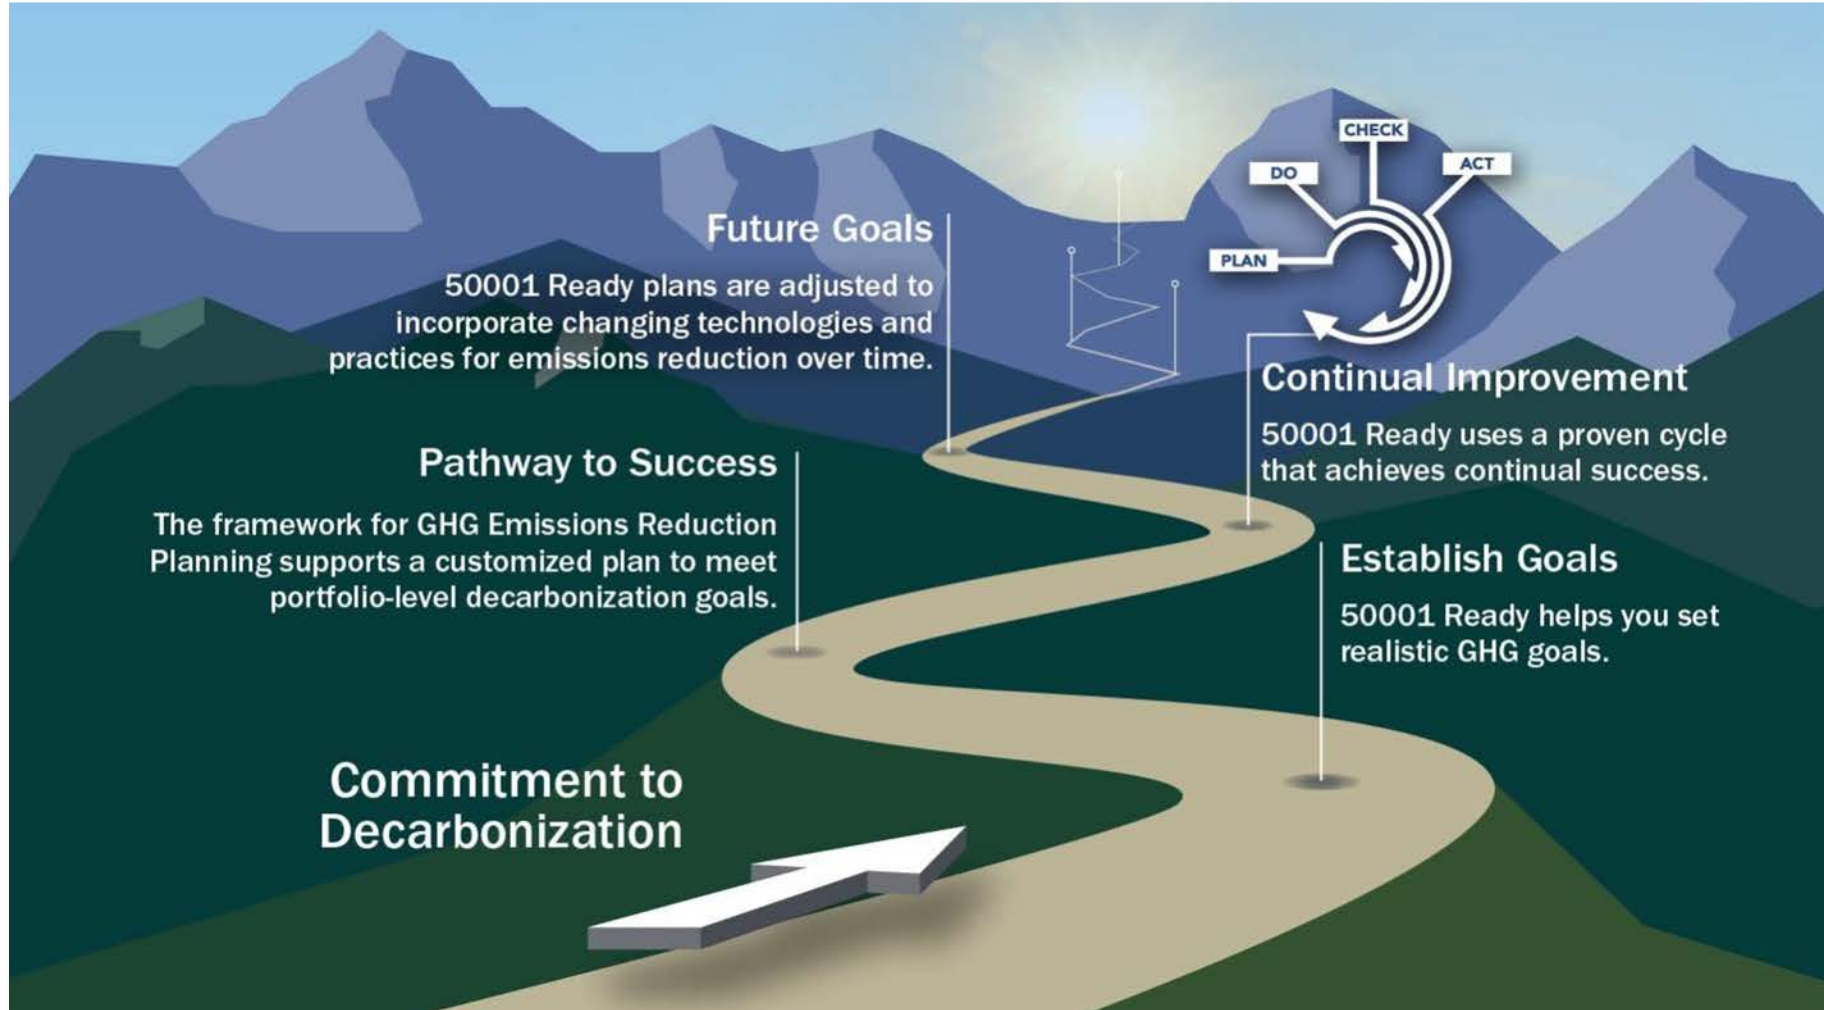 CHECK
DO
ACT
PLAN
Future Goals
50001 Ready plans are adjusted to
incorporate changing technologies and
practices for emissions reduction over time.
Continual Improvement
50001 Ready uses a proven cycle
that achieves continual success.
Pathway to Success
The framework for GHG Emissions Reduction
Planning supports a customized plan to meet
portfolio-level decarbonization goals.
Establish Goals
50001 Ready helps you set
realistic GHG goals.
Commitment to
Decarbonization